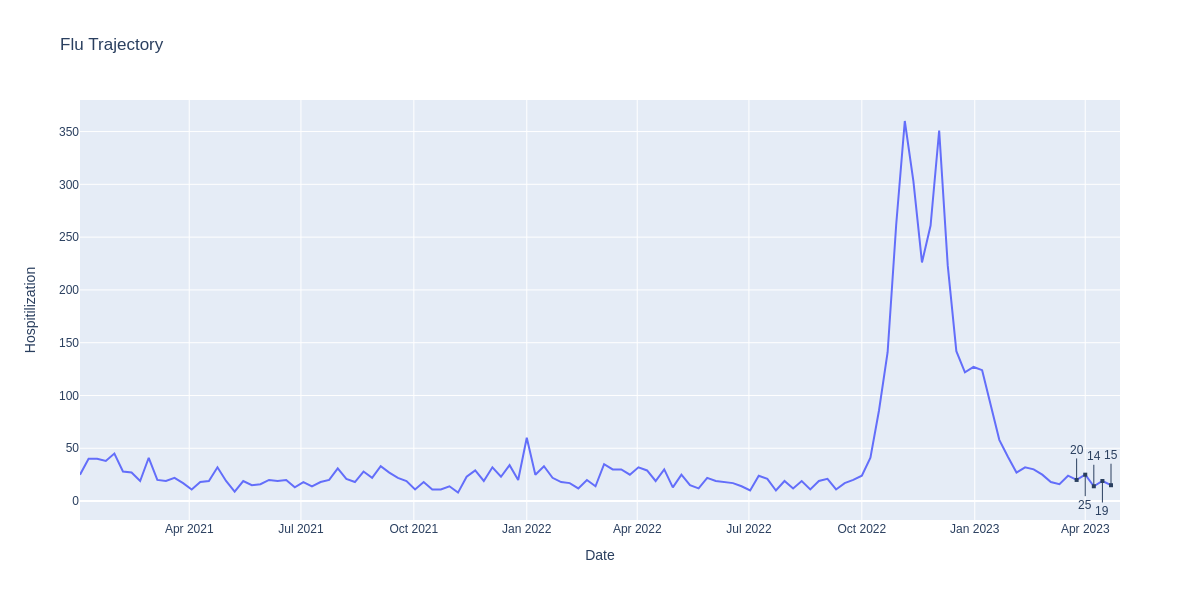 Flu Trajectory
Hospitilization
350
300
250
200
150
100
50
0
20
14
15
25
19
Apr 2021
Jul 2021
Oct 2021
Jan 2022
Apr 2022
Jul 2022
Oct 2022
Jan 2023
Apr 2023
Date